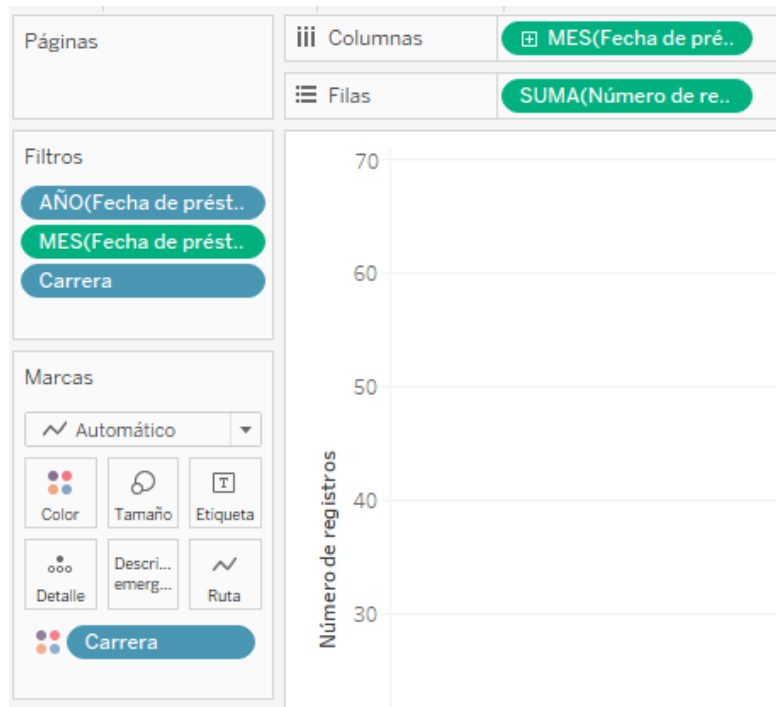 Páginas
Columnas
MES(Fecha de pré..
Filas
SUMA(Número de re..
Filtros
AÑO(Fecha de prést..
MES(Fecha de prést..
Carrera
Marcas
Automático
Color
Tamaño
T
Etiqueta
Detalle
Descri...
emerg...
Ruta
Carrera
70
60
50
40
30
Número de registros